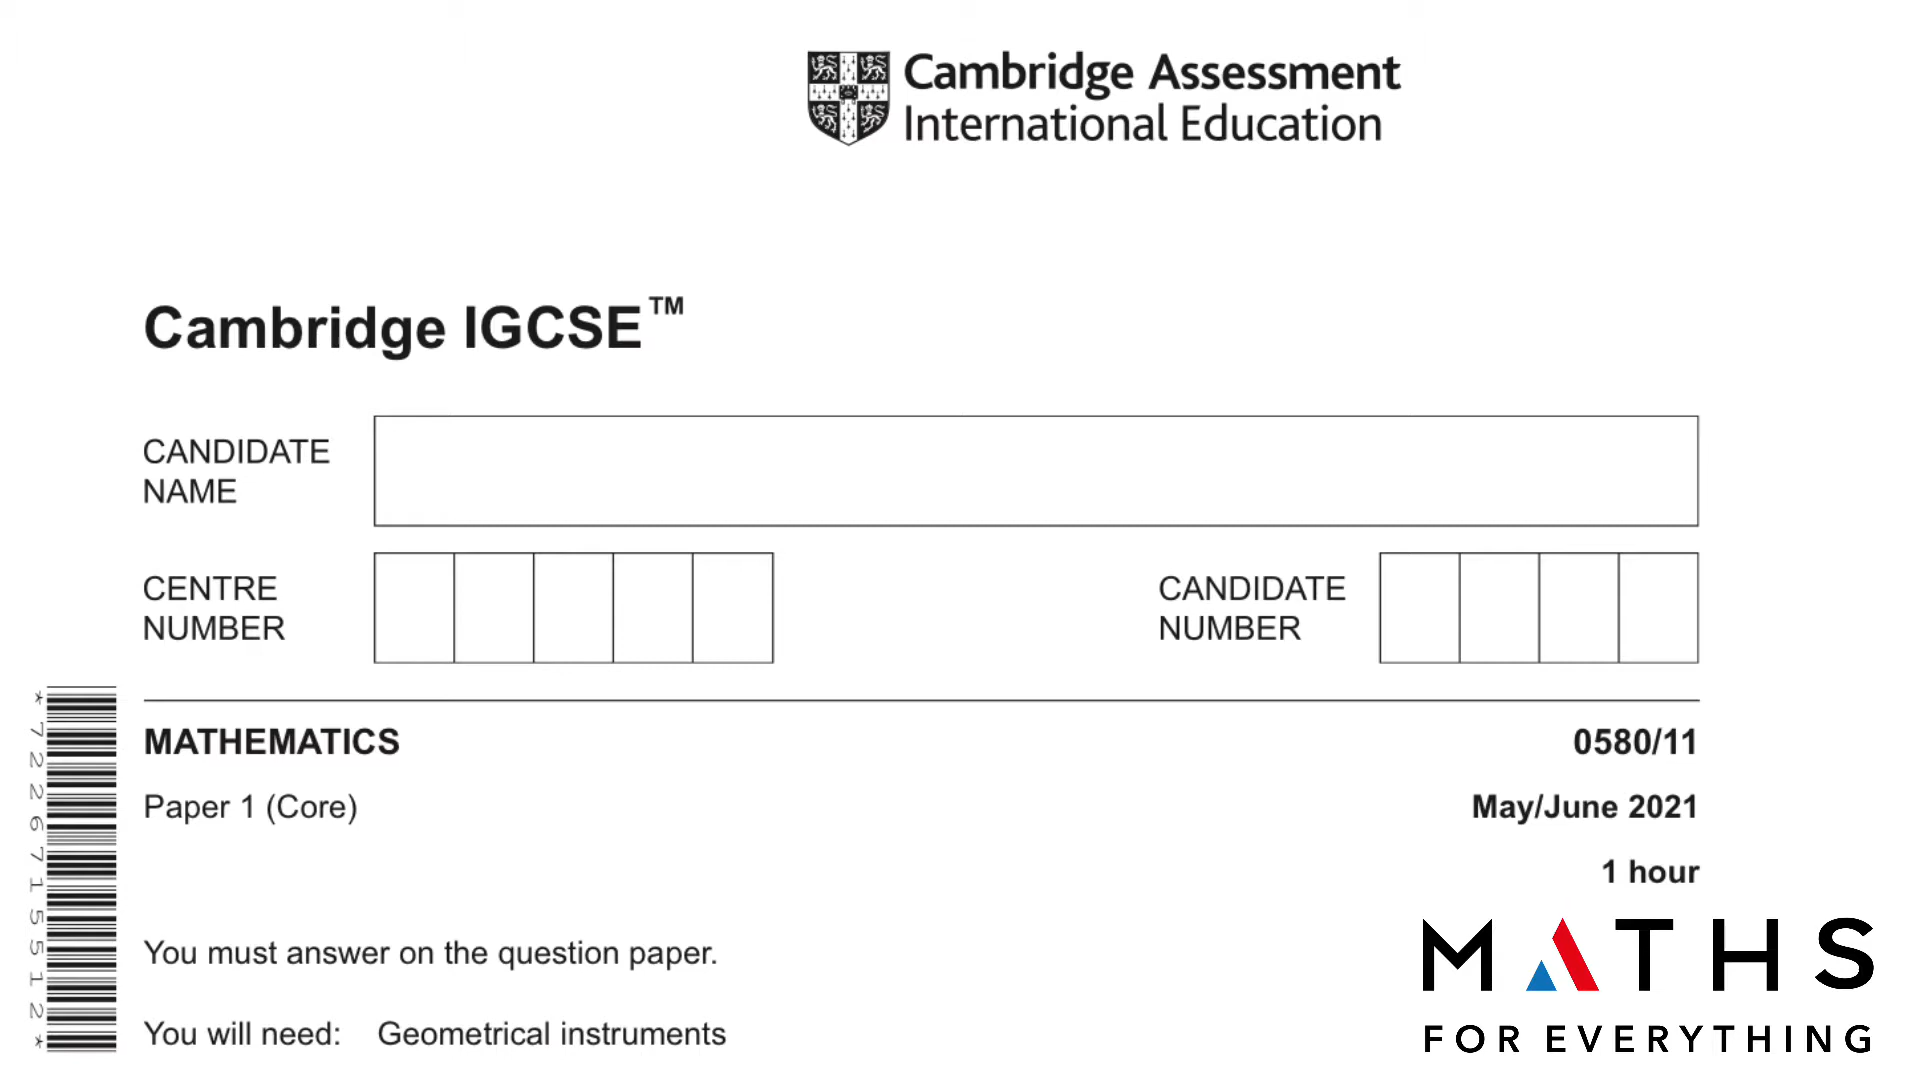 Cambridge Assessment
International Education
Cambridge IGCSE™
CANDIDATE
NAME
CENTRE
NUMBER
CANDIDATE
NUMBER
*7226715512*
MATHEMATICS 0580/11
Paper 1 (Core) May/June 2021
1 hour
You must answer on the question paper.
You will need: Geometrical instruments
MATHS
FOR EVERYTHING